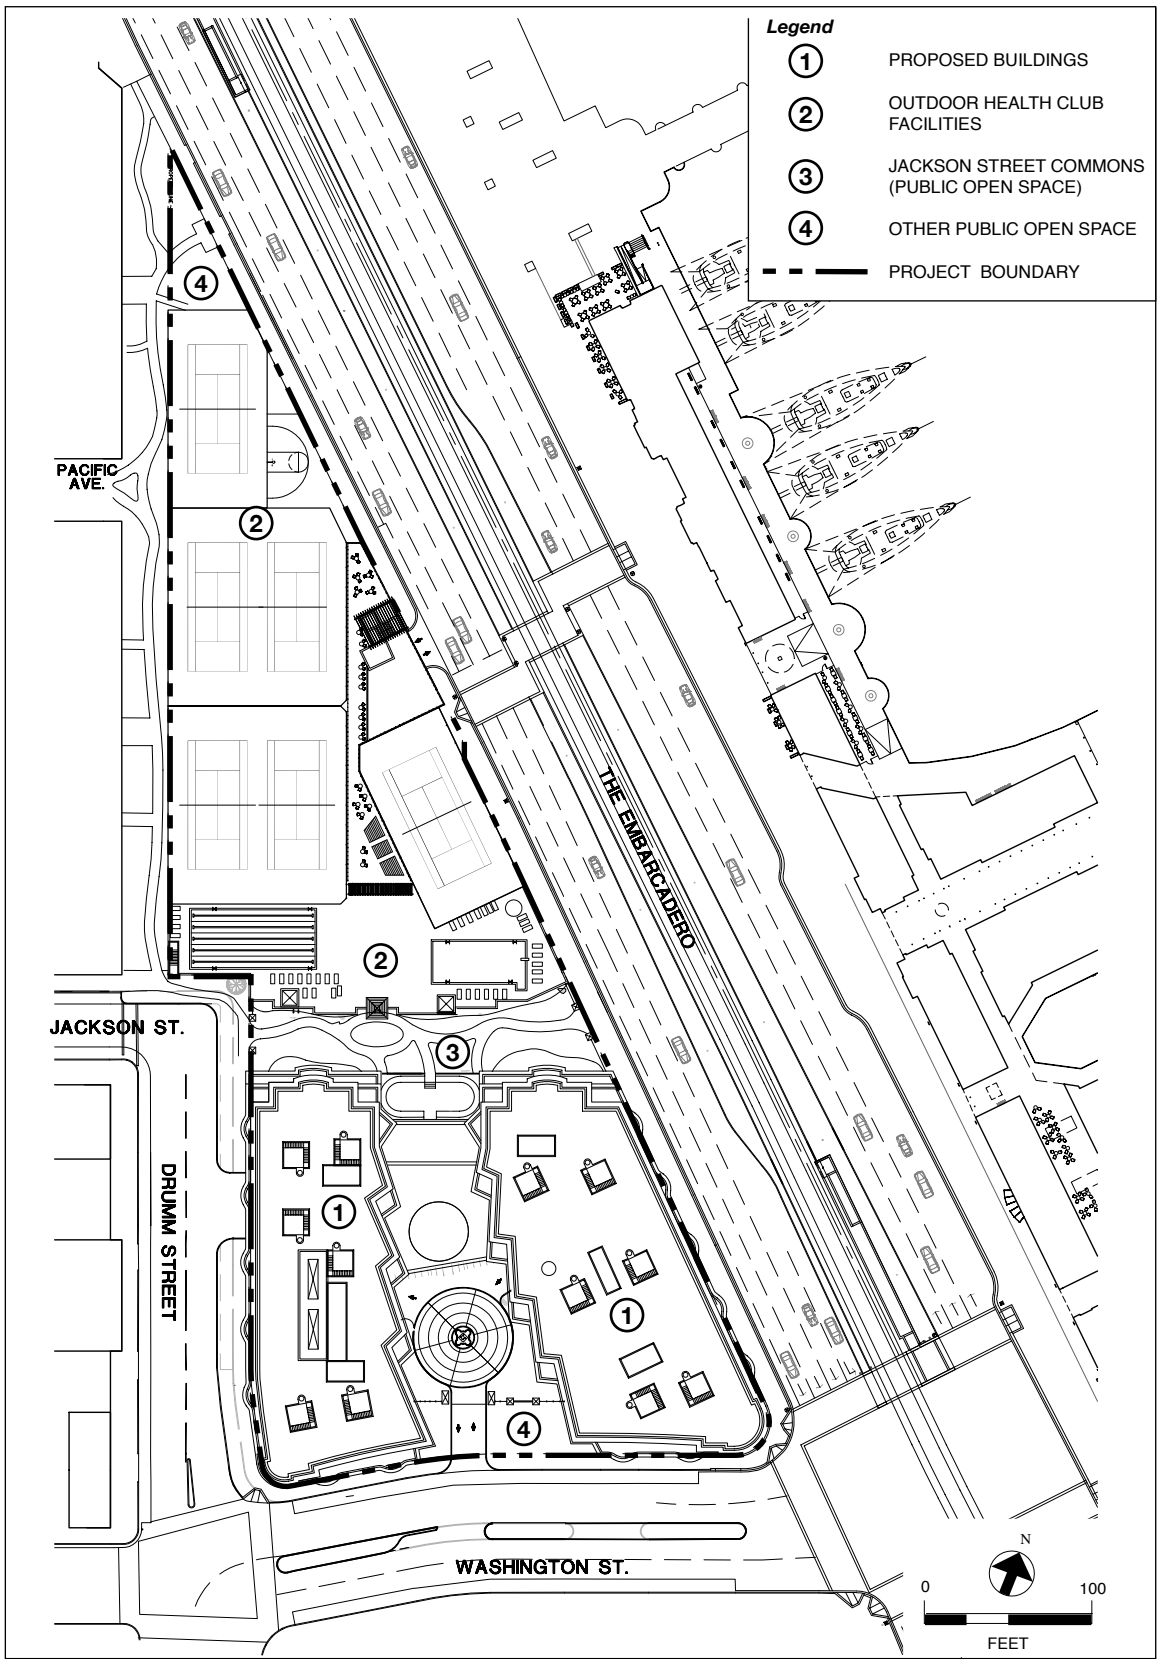 Legend
1 PROPOSED BUILDINGS
2 OUTDOOR HEALTH CLUB
FACILITIES
3 JACKSON STREET COMMONS
(PUBLIC OPEN SPACE)
4 OTHER PUBLIC OPEN SPACE
PROJECT BOUNDARY
4
PACIFIC
AVE.
2
THE EMBARCADERO
2
JACKSON ST.
3
DRUMM STREET
1
1
4
WASHINGTON ST.
N
0 100
FEET